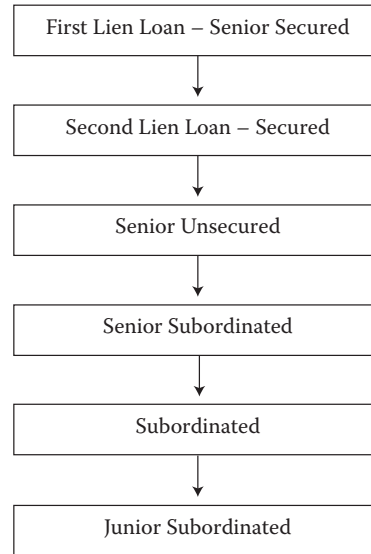 First Lien Loan – Senior Secured
Second Lien Loan – Secured
Senior Unsecured
Senior Subordinated
Subordinated
Junior Subordinated